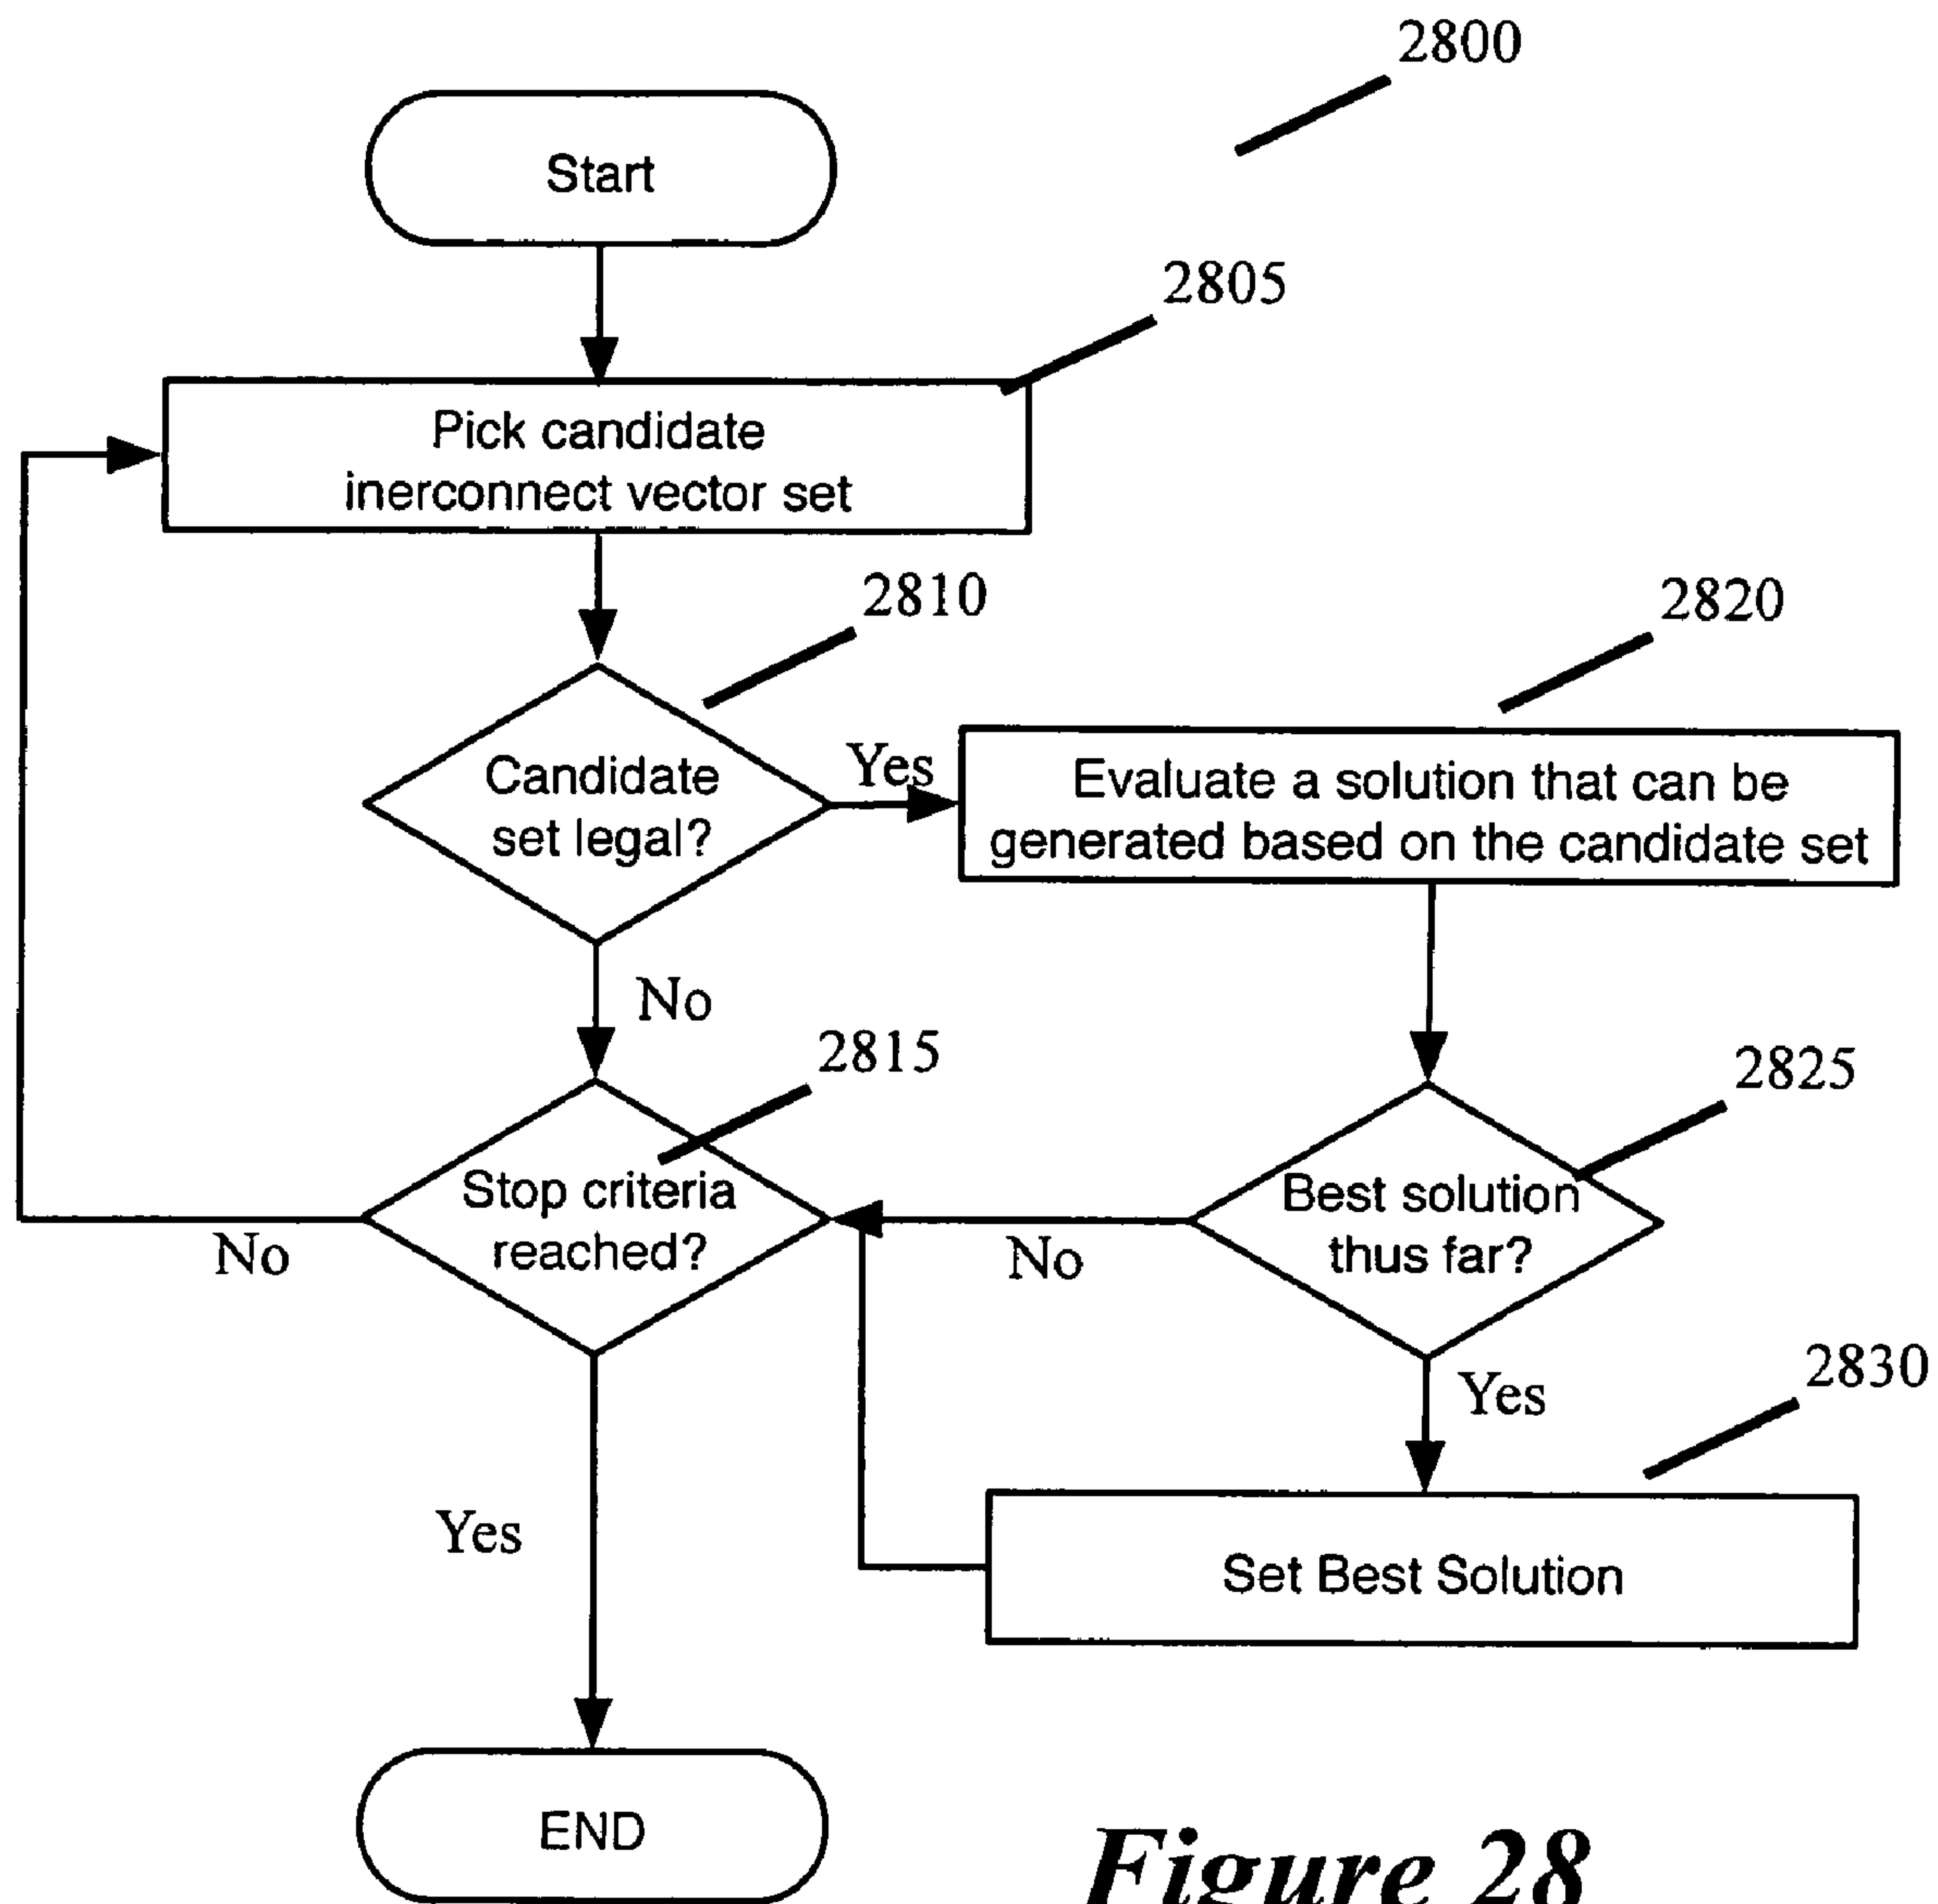 2800
Start
2805
Pick candidate
inerconnect vector set
2810
2820
Candidate
set legal?
Yes
Evaluate a solution that can be
generated based on the candidate set
No
2815
2825
Stop criteria
reached?
No
No
Best solution
thus far?
2830
Yes
Yes
Set Best Solution
END
Figure 28